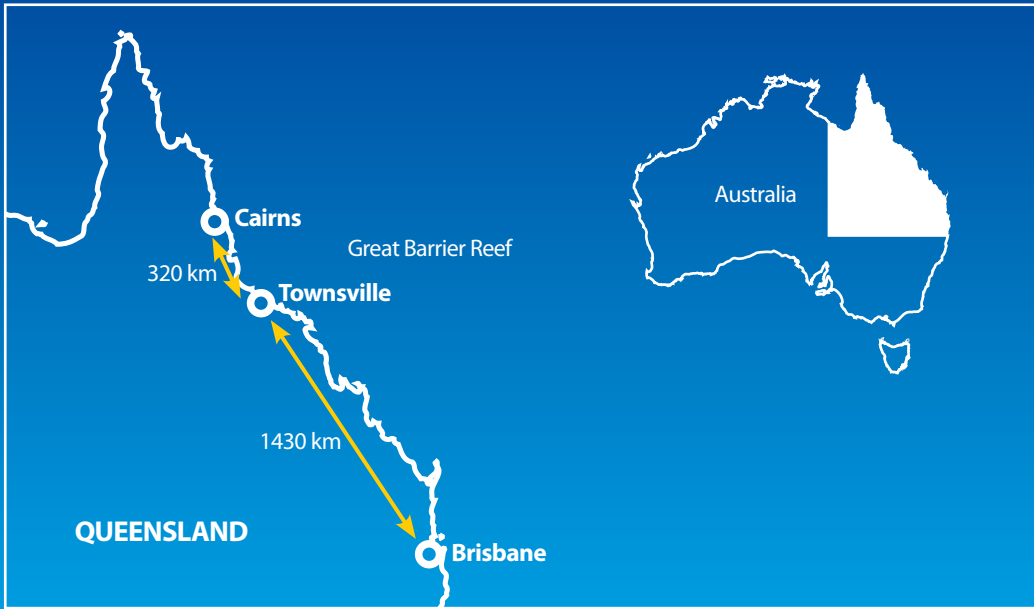 Cairns
Australia
Great Barrier Reef
320 km
Townsville
1430 km
QUEENSLAND
Brisbane